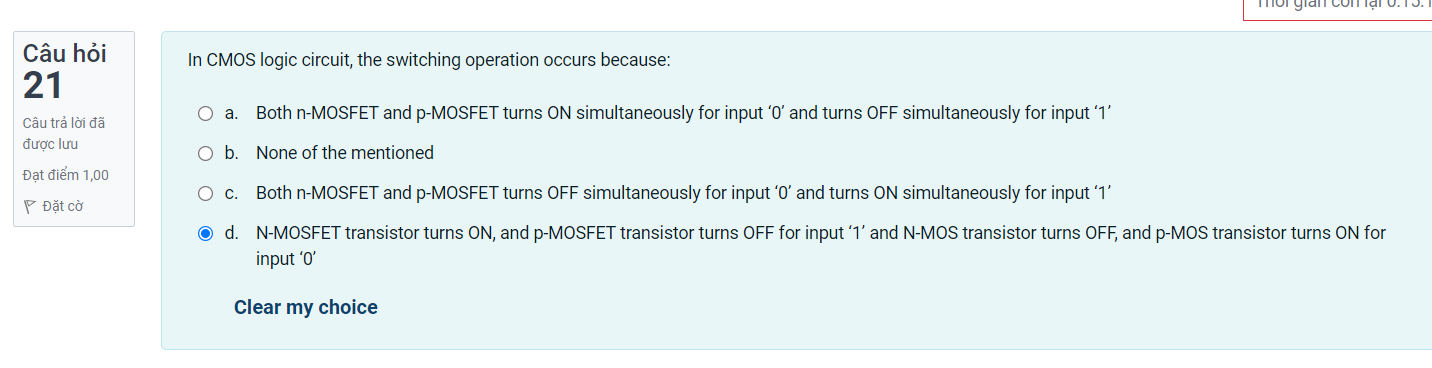 Thời gian còn lại 0:15:1
Câu hỏi
21
Câu trả lời đã
được lưu
Đạt điểm 1,00
Đặt cờ
In CMOS logic circuit, the switching operation occurs because:
a. Both n-MOSFET and p-MOSFET turns ON simultaneously for input ‘0’ and turns OFF simultaneously for input ‘1’
b. None of the mentioned
c. Both n-MOSFET and p-MOSFET turns OFF simultaneously for input ‘0’ and turns ON simultaneously for input ‘1’
d. N-MOSFET transistor turns ON, and p-MOSFET transistor turns OFF for input ‘1’ and N-MOS transistor turns OFF, and p-MOS transistor turns ON for
input ‘0’
Clear my choice